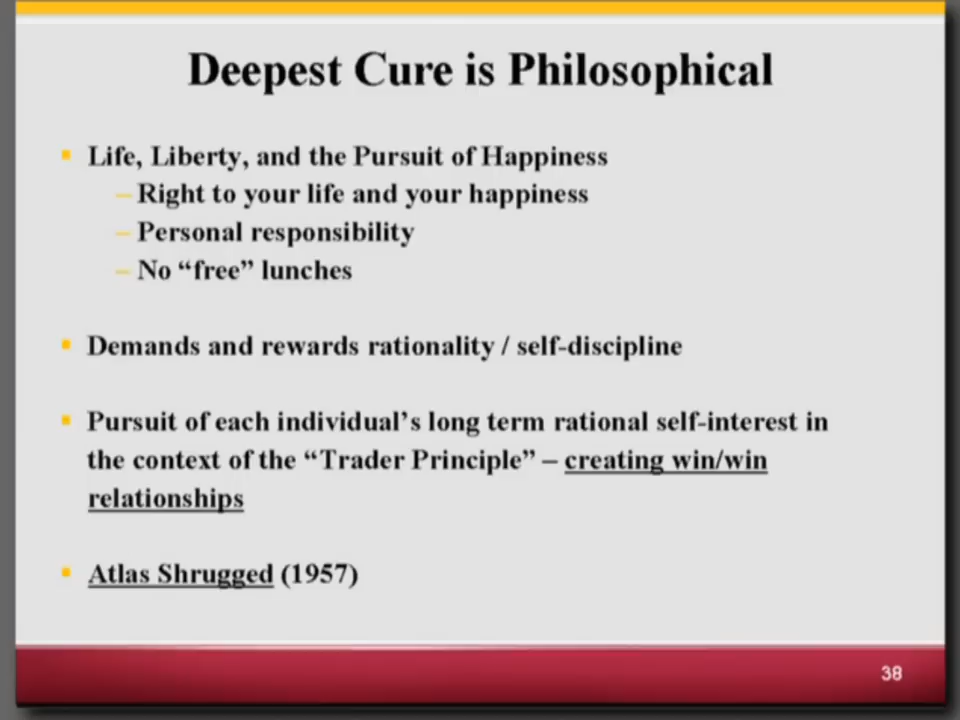 Deepest Cure is Philosophical
Life, Liberty, and the Pursuit of Happiness
– Right to your life and your happiness
– Personal responsibility
– No “free” lunches
Demands and rewards rationality / self-discipline
Pursuit of each individual’s long term rational self-interest in
the context of the “Trader Principle” – creating win/win
relationships
Atlas Shrugged (1957)
38